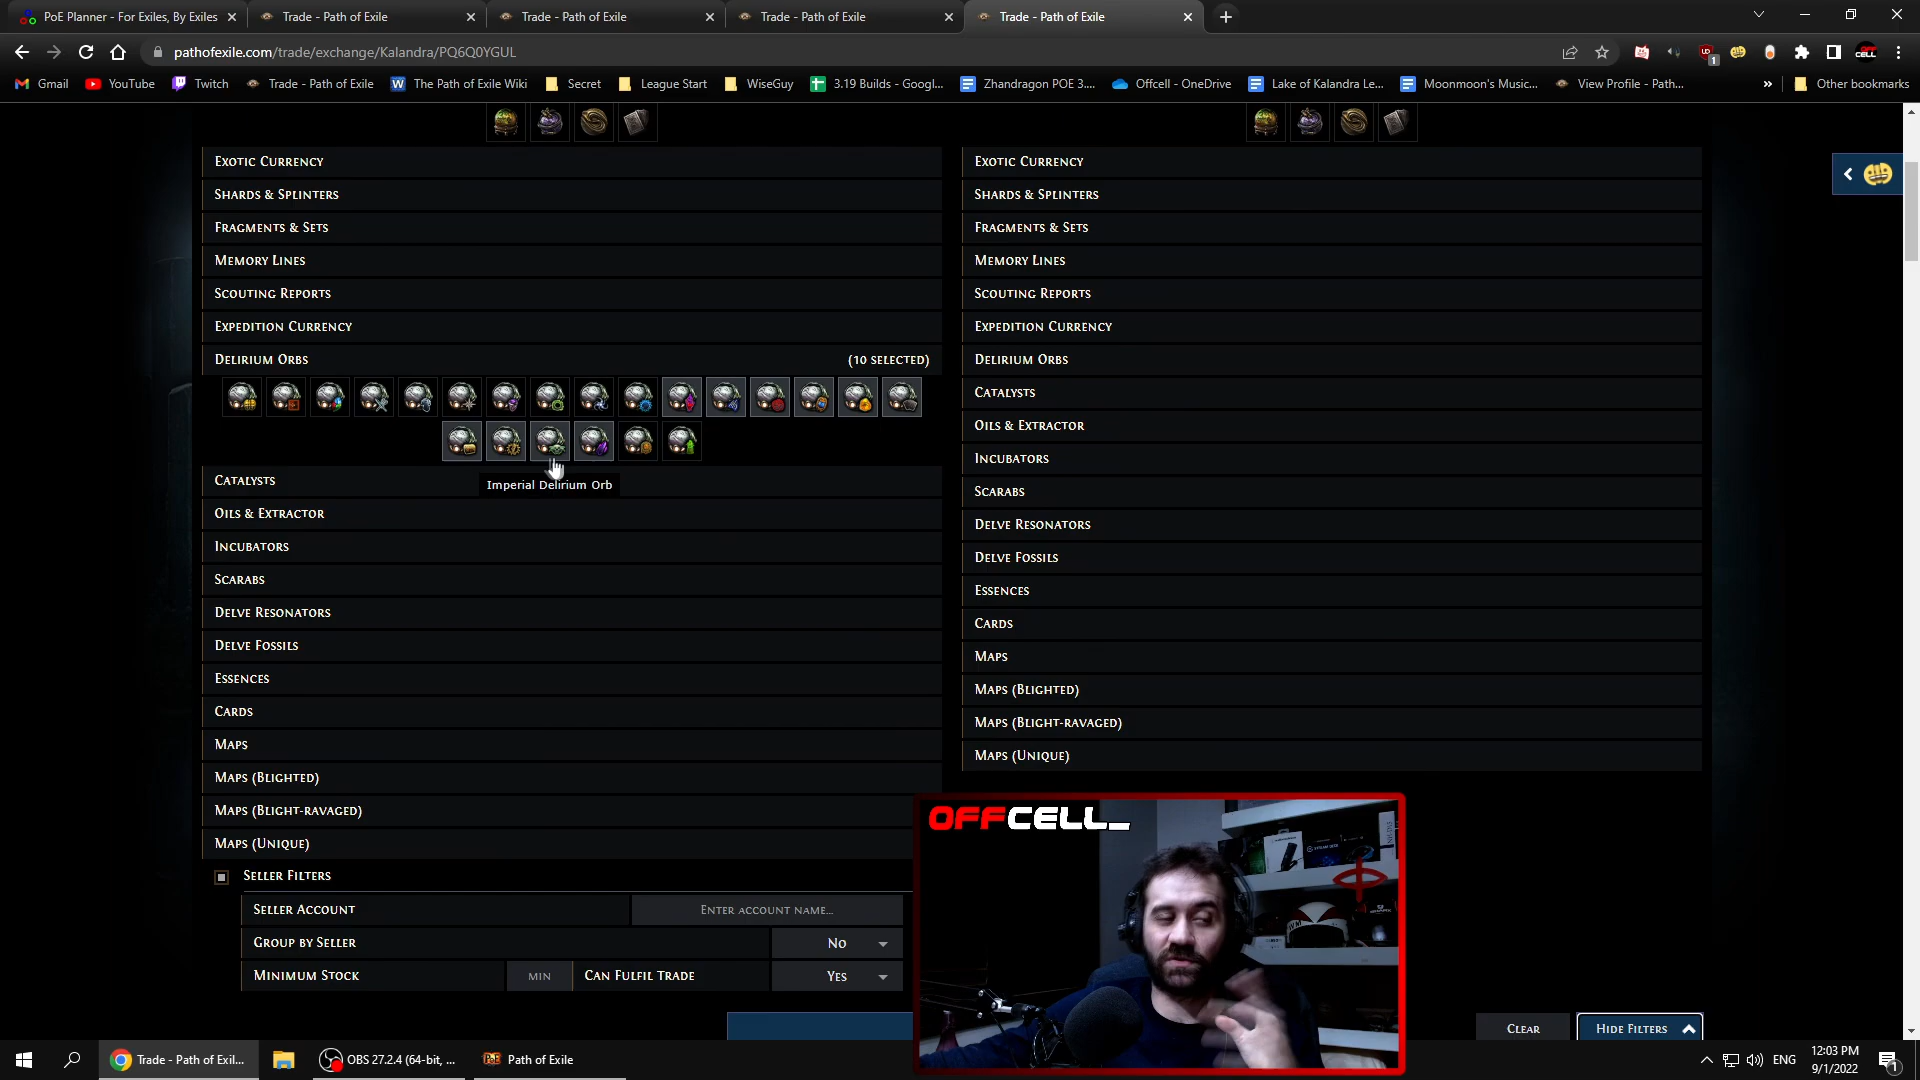 PoE Planner - For Exiles, By Exiles
Trade - Path of Exile
Trade - Path of Exile
Trade - Path of Exile
Trade - Path of Exile
pathofexile.com/trade/exchange/Kalandra/PQ6Q0YGUL
Gmail
YouTube
Twitch
Trade - Path of Exile
The Path of Exile Wiki
Secret
League Start
WiseGuy
3.19 Builds - Googl...
Zhandragon POE 3....
Offcell - OneDrive
Lake of Kalandra Le...
Moonmoon's Music...
View Profile - Path...
»
Other bookmarks
Exotic Currency
Exotic Currency
Shards & Splinters
Shards & Splinters
Fragments & Sets
Fragments & Sets
Memory Lines
Memory Lines
Scouting Reports
Scouting Reports
Expedition Currency
Expedition Currency
Delirium Orbs
(10 selected)
Delirium Orbs
Catalysts
Oils & Extractor
Incubators
Scarabs
Delve Resonators
Delve Fossils
Essences
Cards
Maps
Maps (Blighted)
Maps (Blight-ravaged)
Maps (Unique)
Imperial Delirium Orb
Catalysts
Oils & Extractor
Incubators
Scarabs
Delve Resonators
Delve Fossils
Essences
Cards
Maps
Maps (Blighted)
Maps (Blight-ravaged)
Maps (Unique)
Seller Filters
Seller Account
Enter account name...
Group by Seller
No
Minimum Stock
min
Can Fulfil Trade
Yes
OFFCELL_
Clear
Hide Filters
Trade - Path of Exil...
OBS 27.2.4 (64-bit, ...
Path of Exile
ENG
12:03 PM
9/1/2022
1